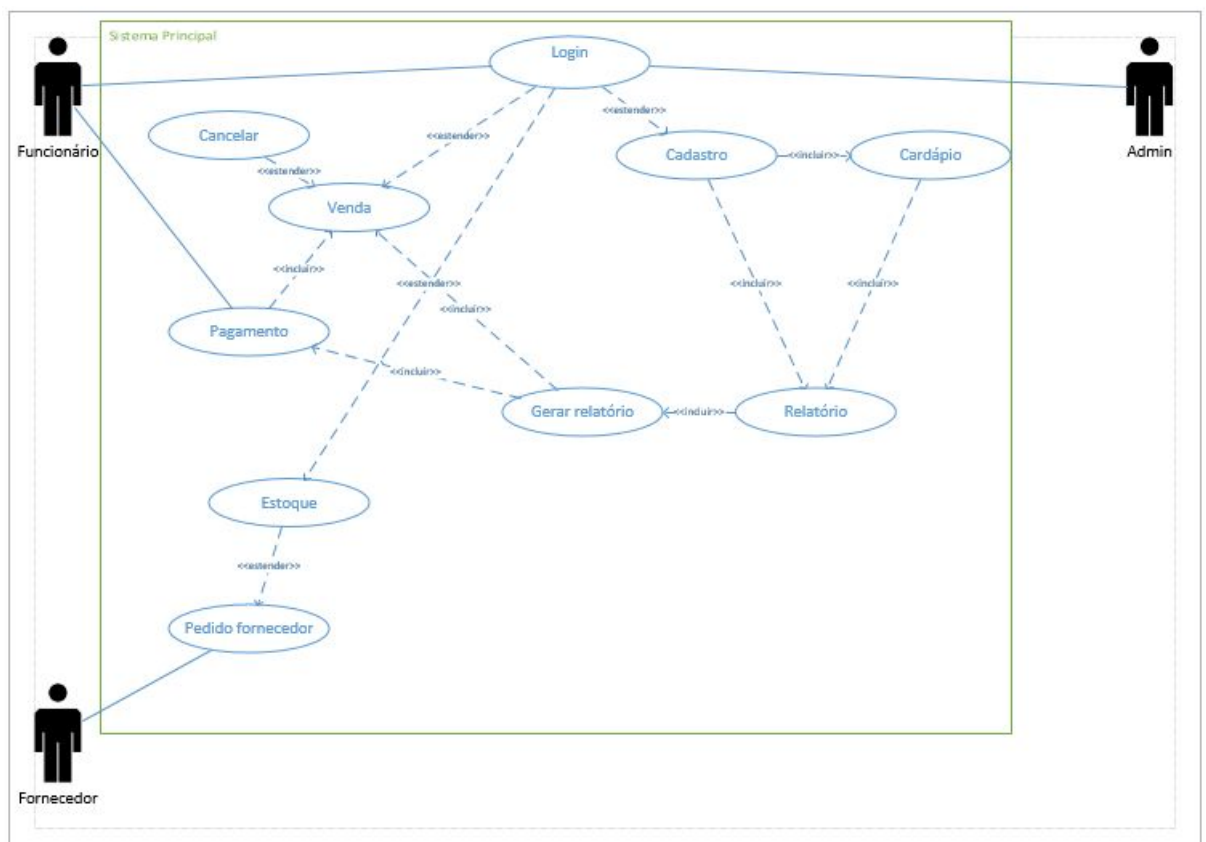 Sistema Principal
Login
Funcionário
Admin
Cancelar
<<estender>>
<<estender>>
<<estender>>
Cadastro
<<incluir>>
Cardápio
Venda
<<incluir>>
<<estender>>
<<incluir>>
<<incluir>>
<<incluir>>
Pagamento
<<incluir>>
Gerar relatório
<<incluir>>
Relatório
Estoque
<<estender>>
Pedido fornecedor
Fornecedor